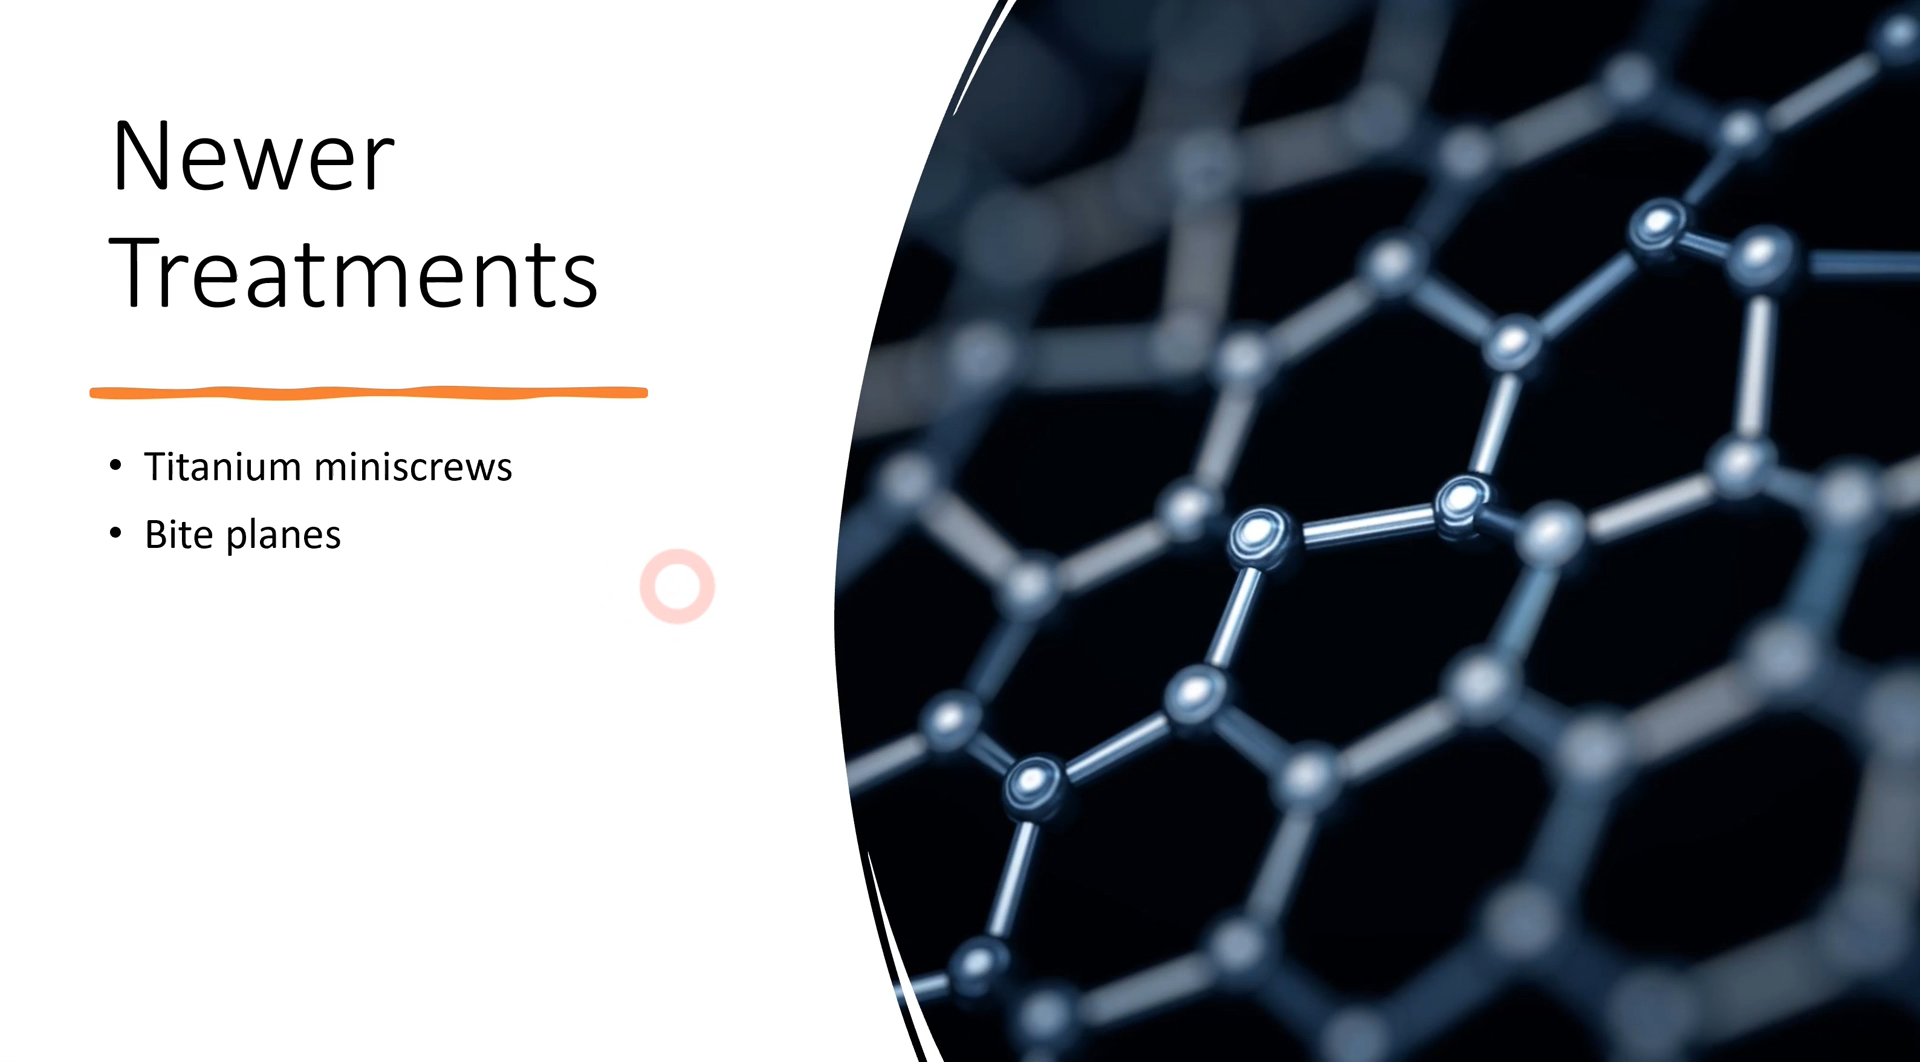 Newer
Treatments
• Titanium miniscrews
• Bite planes